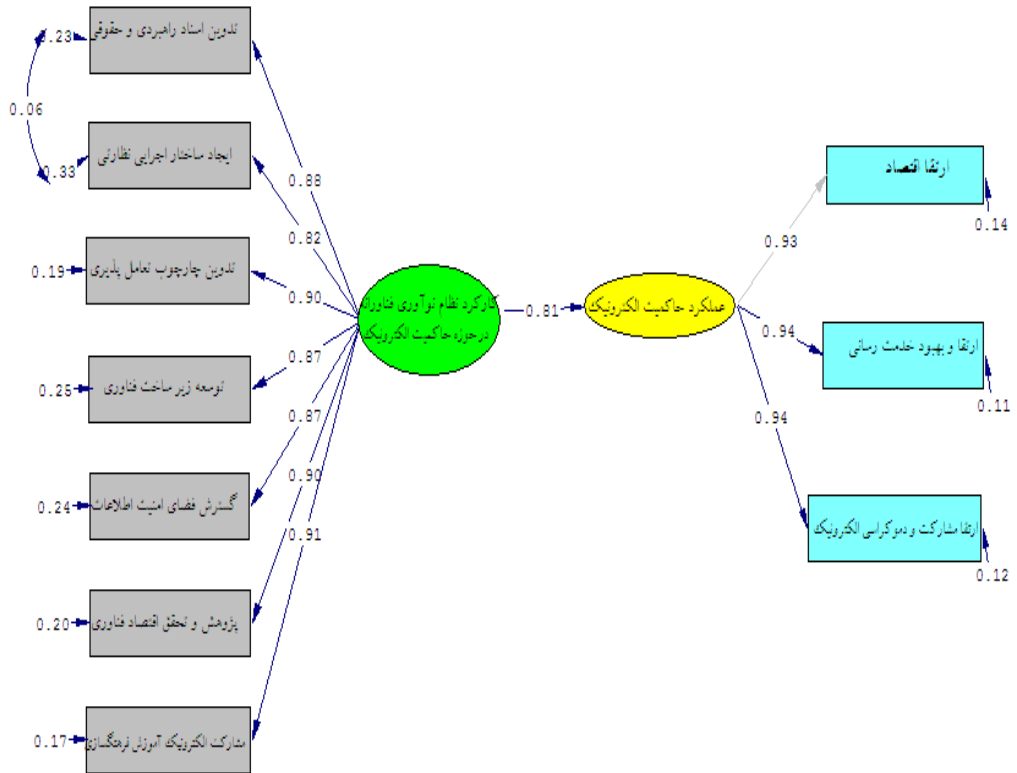 تدوین اسناد راهبردی و حقوقی
0.23
0.06
ایجاد ساختار اجرایی نظارتی
0.33
تدوین چارچوب تعامل پذیری
0.19
توسعه زیر ساخت فناوری
0.25
گسترش فضای امنیت اطلاعات
0.24
پژوهش و تحقق اقتصاد فناوری
0.20
مشارکت الکترونیک آموزش فرهنگسازی
0.17
0.88
0.82
0.90
0.87
0.87
0.90
0.91
کارکرد نظام نوآوری فناورانه
درحوزه حاکمیت الکترونیک
0.81
عملکرد حاکمیت الکترونیک
0.93
0.94
0.94
ارتقا اقتصاد
0.14
ارتقا و بهبود خدمت رسانی
0.11
ارتقا مشارکت و دموکراسی الکترونیک
0.12